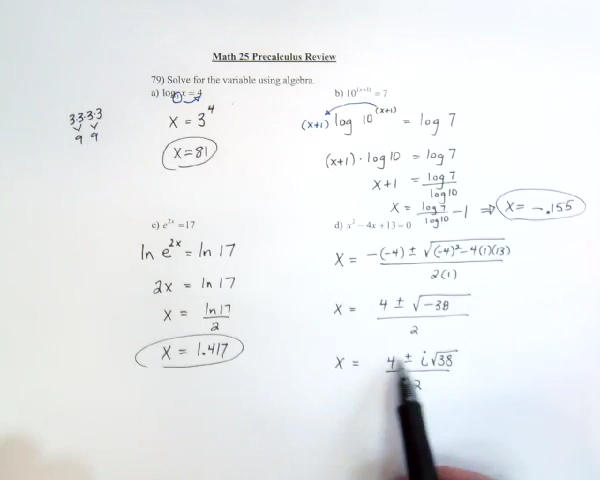 Math 25 Precalculus Review
79) Solve for the variable using algebra.
a) log₃x = 4
3·3·3·3
9 9
x = 3⁴
x = 81
b) 10^(x+1) = 7
(x+1) log 10^(x+1) = log 7
(x+1) · log 10 = log 7
x+1 = log 7 / log 10
x = log 7 / log 10 - 1 ⇒ x = -.155
c) e^2x = 17
ln e^2x = ln 17
2x = ln 17
x = ln 17 / 2
x = 1.417
d) x² - 4x + 13 = 0
x = -(-4) ± √(-4)² - 4(1)(13) / 2(1)
x = 4 ± √-38 / 2
x = 4 ± i√38 / 2